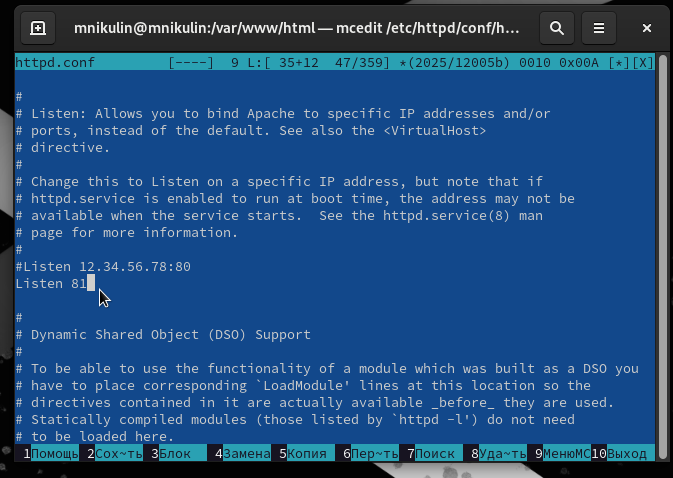 mnikulin@mnikulin:/var/www/html — mcedit /etc/httpd/conf/h...
httpd.conf [----] 9 L:[ 35+12 47/359] *(2025/12005b) 0010 0x00A [*][X]
#
# Listen: Allows you to bind Apache to specific IP addresses and/or
# ports, instead of the default. See also the <VirtualHost>
# directive.
#
# Change this to Listen on a specific IP address, but note that if
# httpd.service is enabled to run at boot time, the address may not be
# available when the service starts.  See the httpd.service(8) man
# page for more information.
#
#Listen 12.34.56.78:80
Listen 81
#
# Dynamic Shared Object (DSO) Support
#
# To be able to use the functionality of a module which was built as a DSO you
# have to place corresponding `LoadModule' lines at this location so the
# directives contained in it are actually available _before_ they are used.
# Statically compiled modules (those listed by `httpd -l') do not need
# to be loaded here.
1Помощь 2Сох~ть 3Блок 4Замена 5Копия 6Пер~ть 7Поиск 8Уда~ть 9МенюMC 10Выход